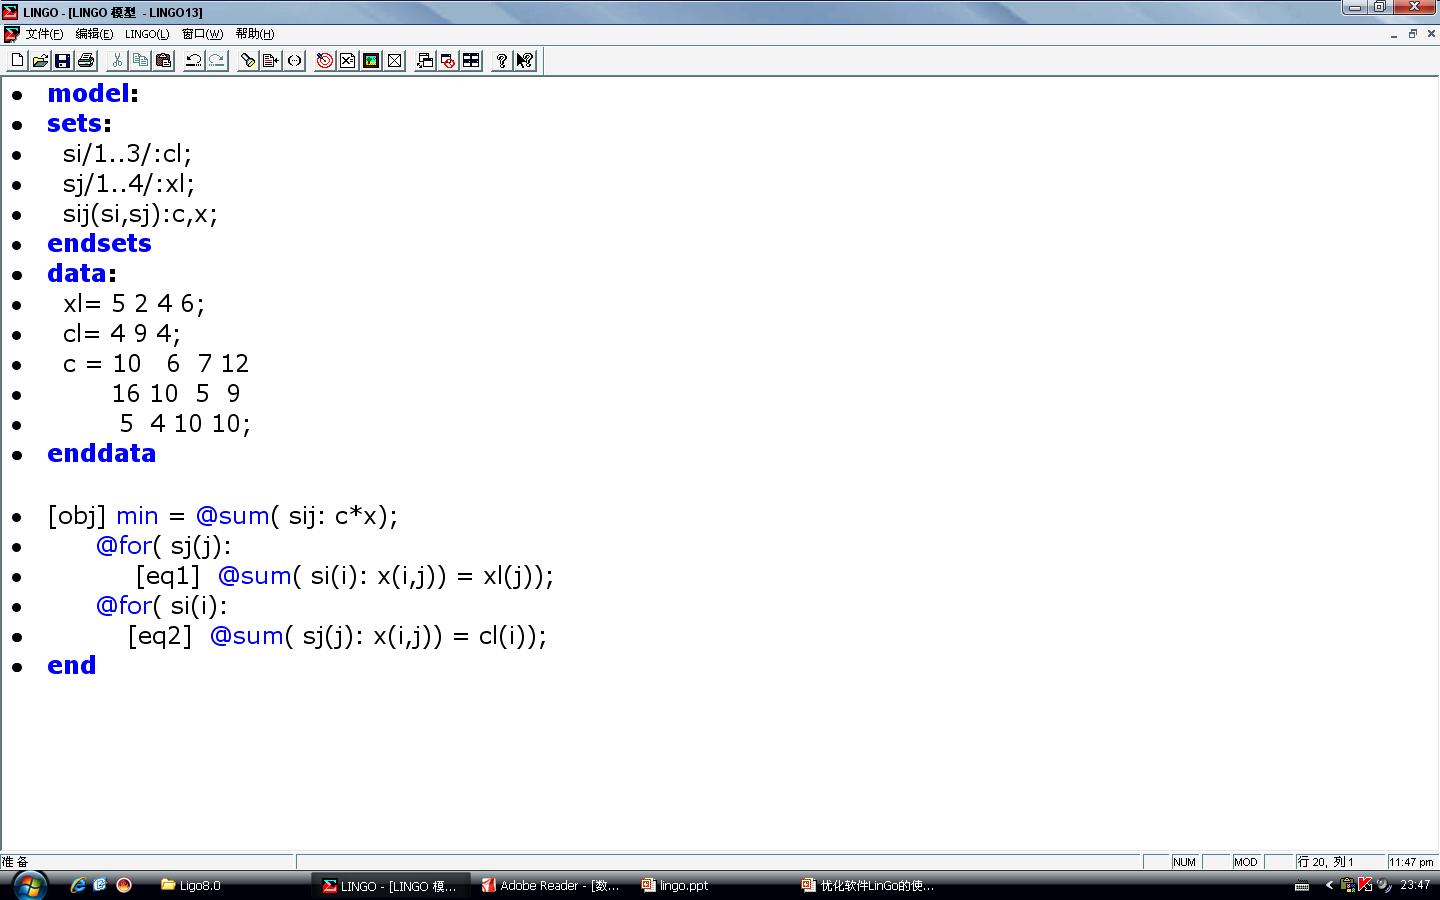 LINGO - [LINGO 模型 - LINGO13]
文件(F) 编辑(E) LINGO(L) 窗口(W) 帮助(H)
● model:
● sets:
● si/1..3/:cl;
● sj/1..4/:xl;
● sij(si,sj):c,x;
● endsets
● data:
● xl= 5 2 4 6;
● cl= 4 9 4;
● c = 10 6 7 12
● 16 10 5 9
● 5 4 10 10;
● enddata
● [obj] min = @sum( sij: c*x);
● @for( sj(j):
● [eq1] @sum( si(i): x(i,j)) = xl(j));
● @for( si(i):
● [eq2] @sum( sj(j): x(i,j)) = cl(i));
● end
准备 NUM MOD 行 20, 列 1 11:47 pm
Ligo8.0 LINGO - [LINGO 模... Adobe Reader - [数... lingo.ppt 优化软件LinGo的使... 23:47